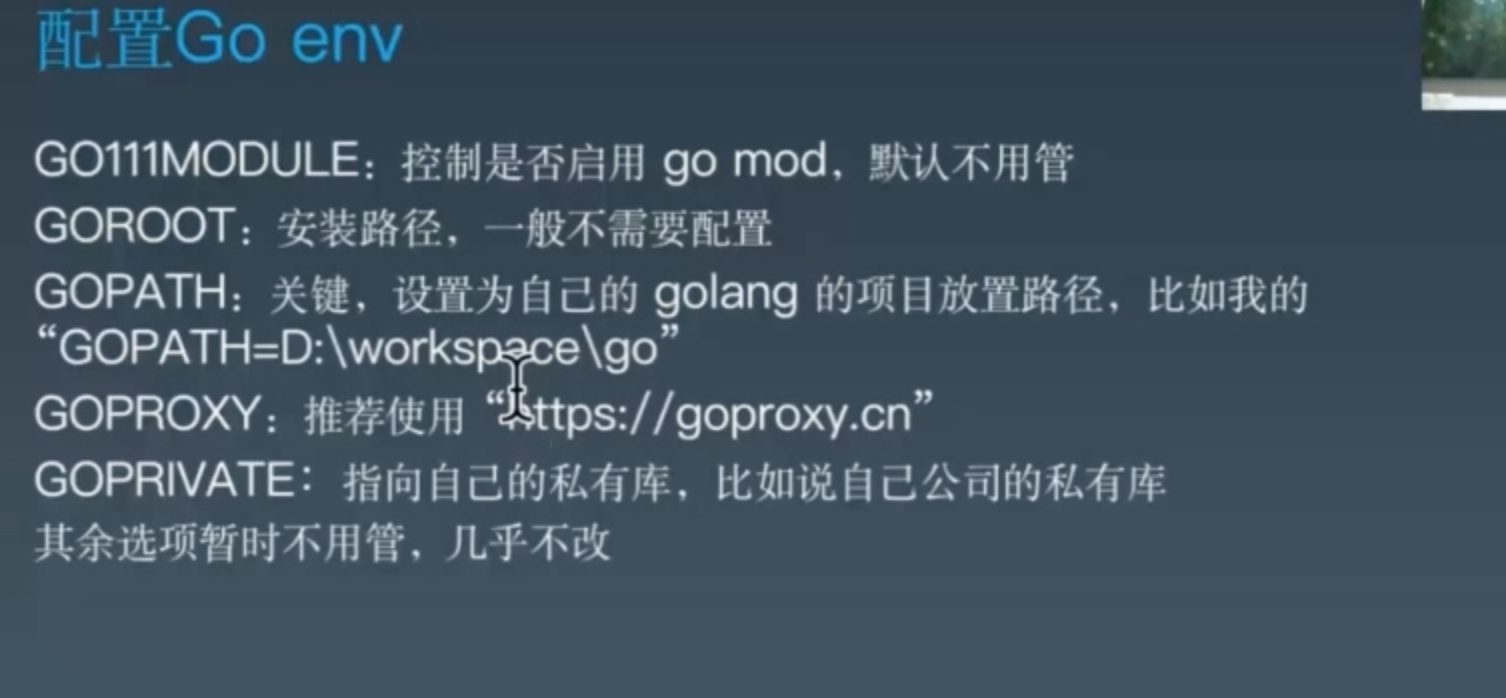 配置Go env
GO111MODULE：控制是否启用 go mod，默认不用管
GOROOT：安装路径，一般不需要配置
GOPATH：关键，设置为自己的 golang 的项目放置路径，比如我的
“GOPATH=D:\workspace\go”
GOPROXY：推荐使用 “https://goproxy.cn”
GOPRIVATE：指向自己的私有库，比如说自己公司的私有库
其余选项暂时不用管，几乎不改